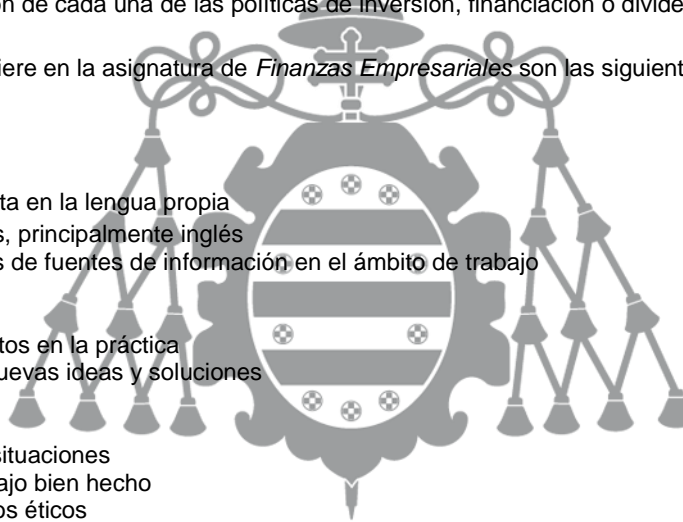 ón de cada una de las políticas de inversión, financiación o divide
iere en la asignatura de Finanzas Empresariales son las siguient
ta en la lengua propia
s, principalmente inglés
s de fuentes de información en el ámbito de trabajo
tos en la práctica
uevas ideas y soluciones
situaciones
ajo bien hecho
os éticos